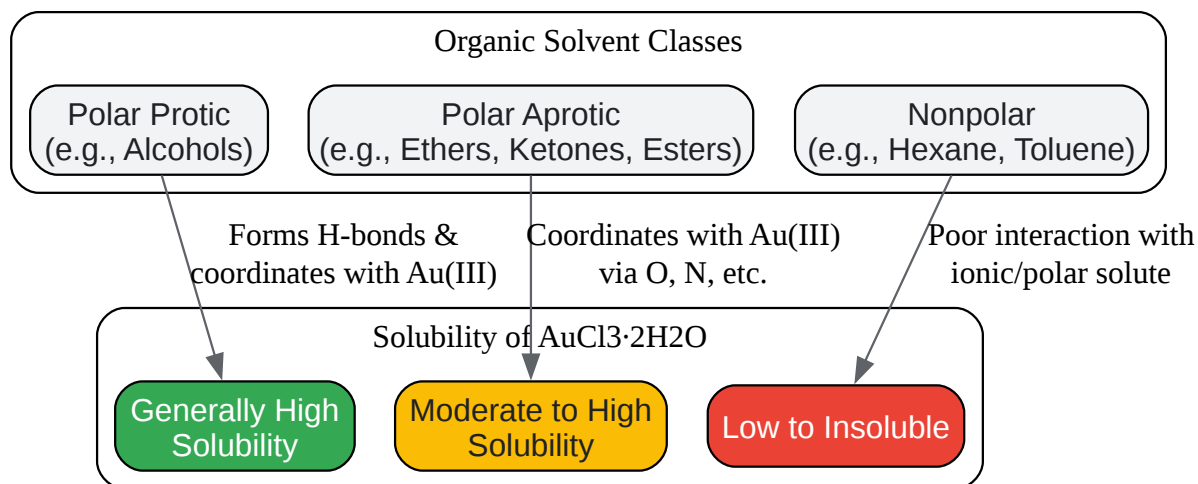 Organic Solvent Classes
Polar Protic
(e.g., Alcohols)
Polar Aprotic
(e.g., Ethers, Ketones, Esters)
Nonpolar
(e.g., Hexane, Toluene)
Forms H-bonds &
coordinates with Au(III)
Coordinates with Au(III)
via O, N, etc.
Poor interaction with
ionic/polar solute
Solubility of AuCl3·2H2O
Generally High
Solubility
Moderate to High
Solubility
Low to Insoluble